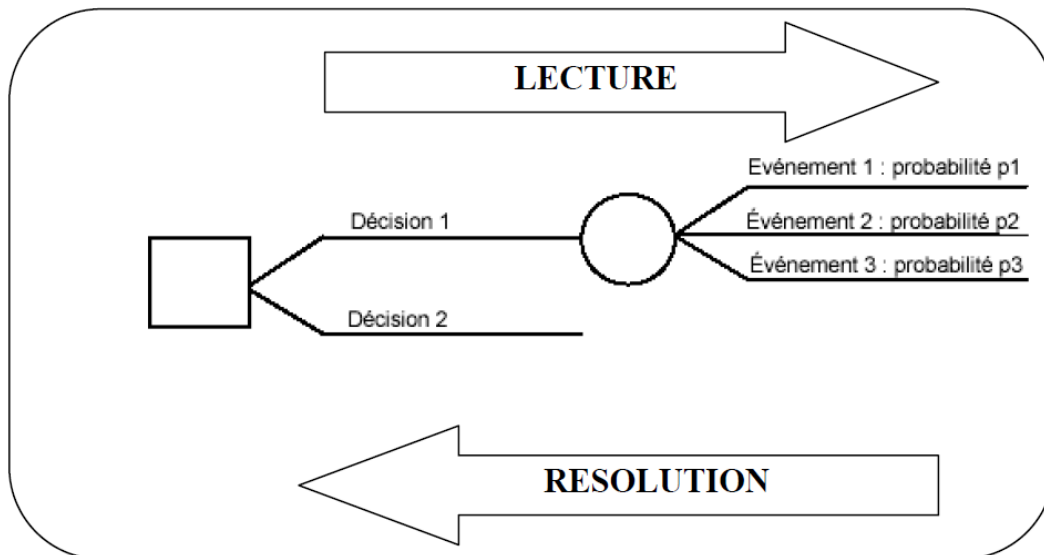 LECTURE
Evénement 1 : probabilité p1
Décision 1
Événement 2 : probabilité p2
Événement 3 : probabilité p3
Décision 2
RESOLUTION